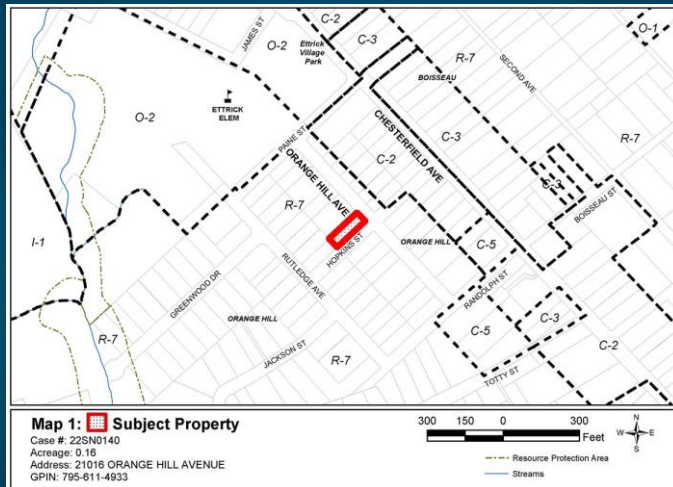 C-2
JAMES ST
O-2
Ettrick
Village
Park
C-3
R-7
SECOND AVE
O-1
BOISSEAU
ETTRICK
ELEM
O-2
PAINE ST
CHESTERFIELD AVE
C-3
ORANGE HILL AVE
C-2
R-7
C-3
BOISSEAU ST
R-7
I-1
HOPKINS ST
ORANGE HILL
C-5
RUTLEDGE AVE
RANDOLPH ST
GREENWOOD DR
ORANGE HILL
C-5
C-3
R-7
JACKSON ST
R-7
C-2
TOTTY ST
Map 1: Subject Property
Case #: 22SN0140
Acreage: 0.16
Address: 21016 ORANGE HILL AVENUE
GPIN: 795-611-4933
300 150 0 300
Feet
N
W E
S
Resource Protection Area
Streams